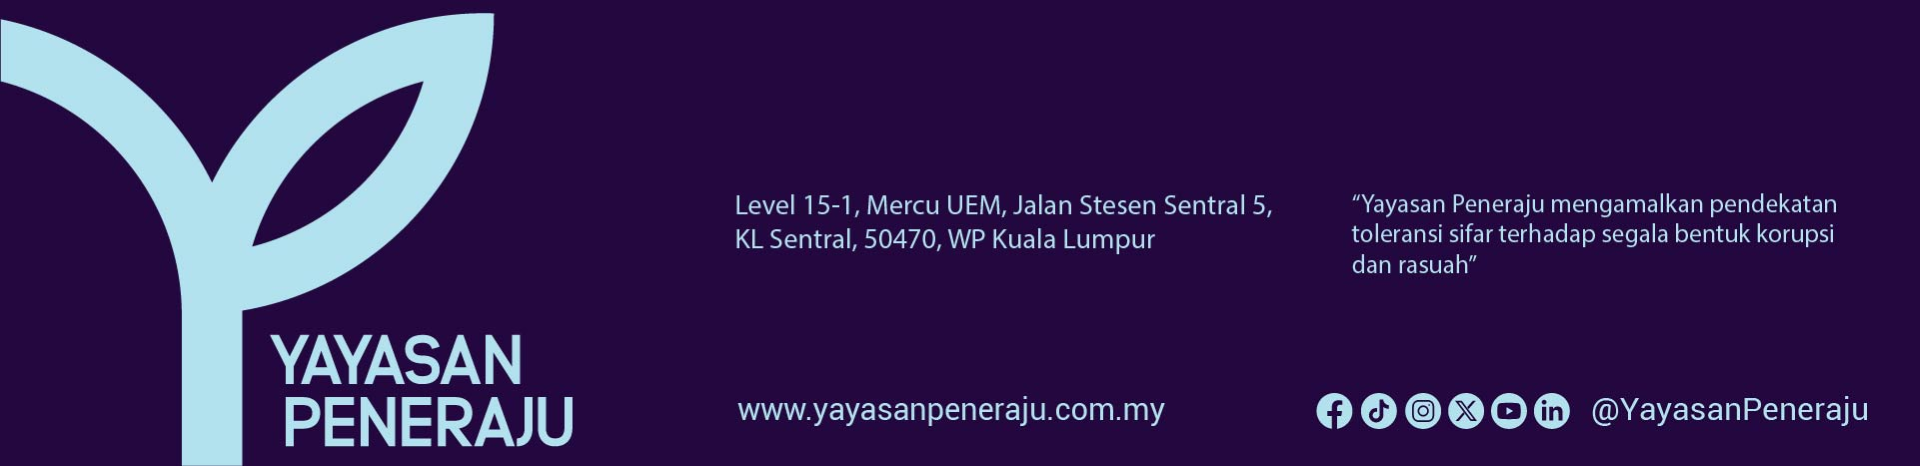 YAYASAN
PENERAJU
Level 15-1, Mercu UEM, Jalan Stesen Sentral 5,
KL Sentral, 50470, WP Kuala Lumpur
www.yayasanpeneraju.com.my
“Yayasan Peneraju mengamalkan pendekatan
toleransi sifar terhadap segala bentuk korupsi
dan rasuah”
@YayasanPeneraju